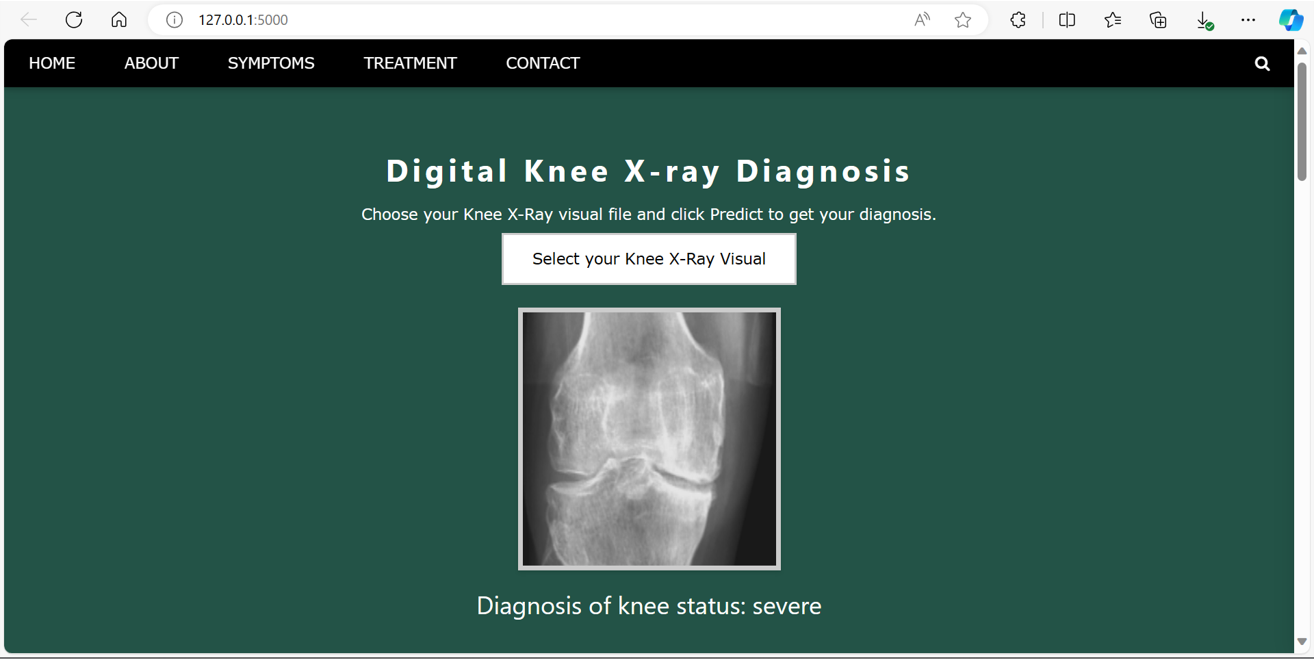 127.0.0.1:5000
HOME ABOUT SYMPTOMS TREATMENT CONTACT
Digital Knee X-ray Diagnosis
Choose your Knee X-Ray visual file and click Predict to get your diagnosis.
Select your Knee X-Ray Visual
Diagnosis of knee status: severe